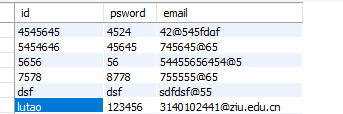 id psword email
4545645 4524 42@545fdgf
5454646 45645 745645@65
5656 56 54455656454@5
7578 8778 755555@65
dsf dsf sdfdsf@55
lutao 123456 3140102441@ziu.edu.cn